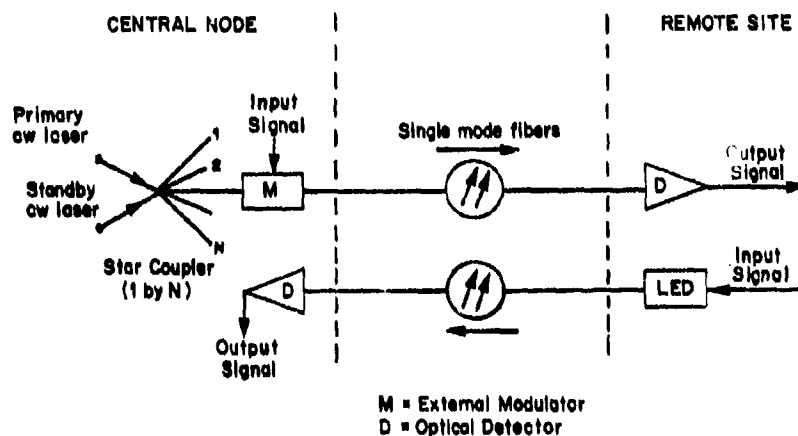 CENTRAL NODE
REMOTE SITE
Primary
cw laser
Standby
cw laser
1
2
N
Star Coupler
(1 by N)
Input
Signal
M
Single mode fibers
D
Output
Signal
Input
Signal
LED
D
Output
Signal
M = External Modulator
D = Optical Detector